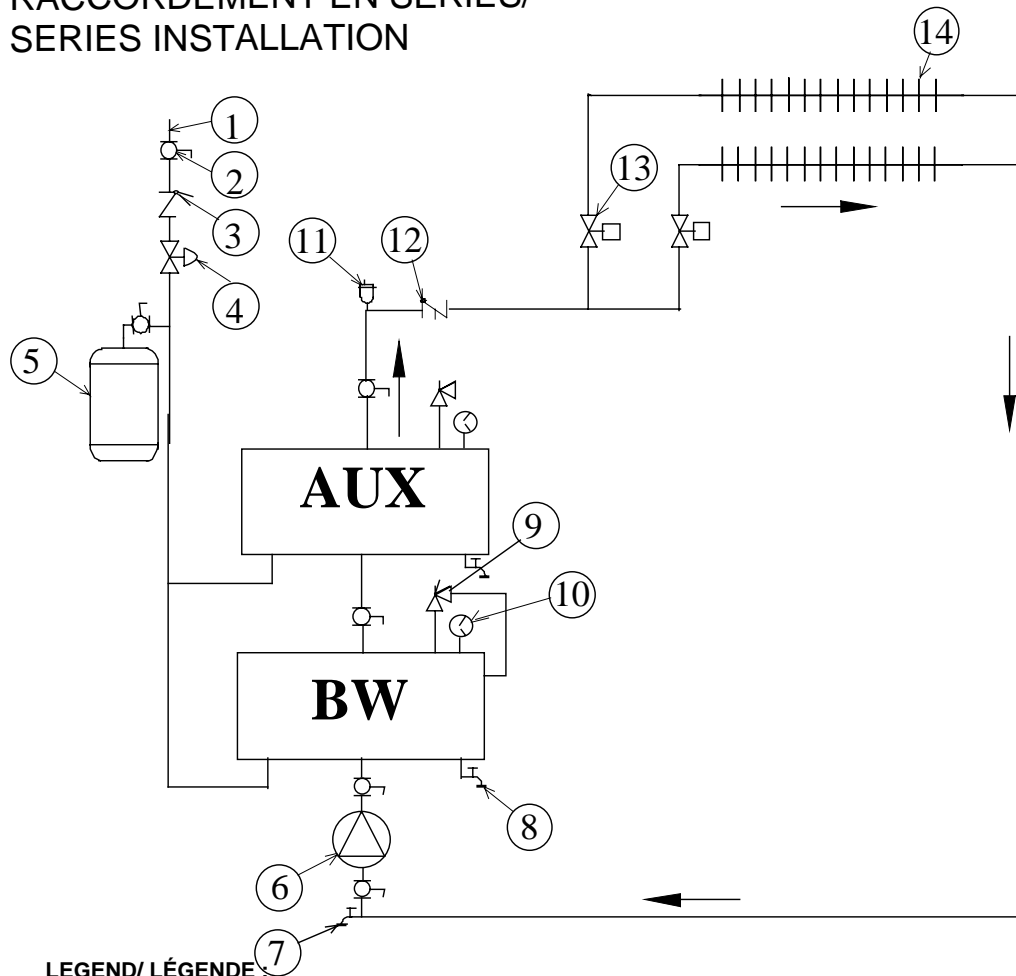 RACCORDEMENT EN SÉRIES/
SERIES INSTALLATION
14
1
2
13
3
11
12
4
5
AUX
9
10
BW
8
6
7
LEGEND/ LÉGENDE :